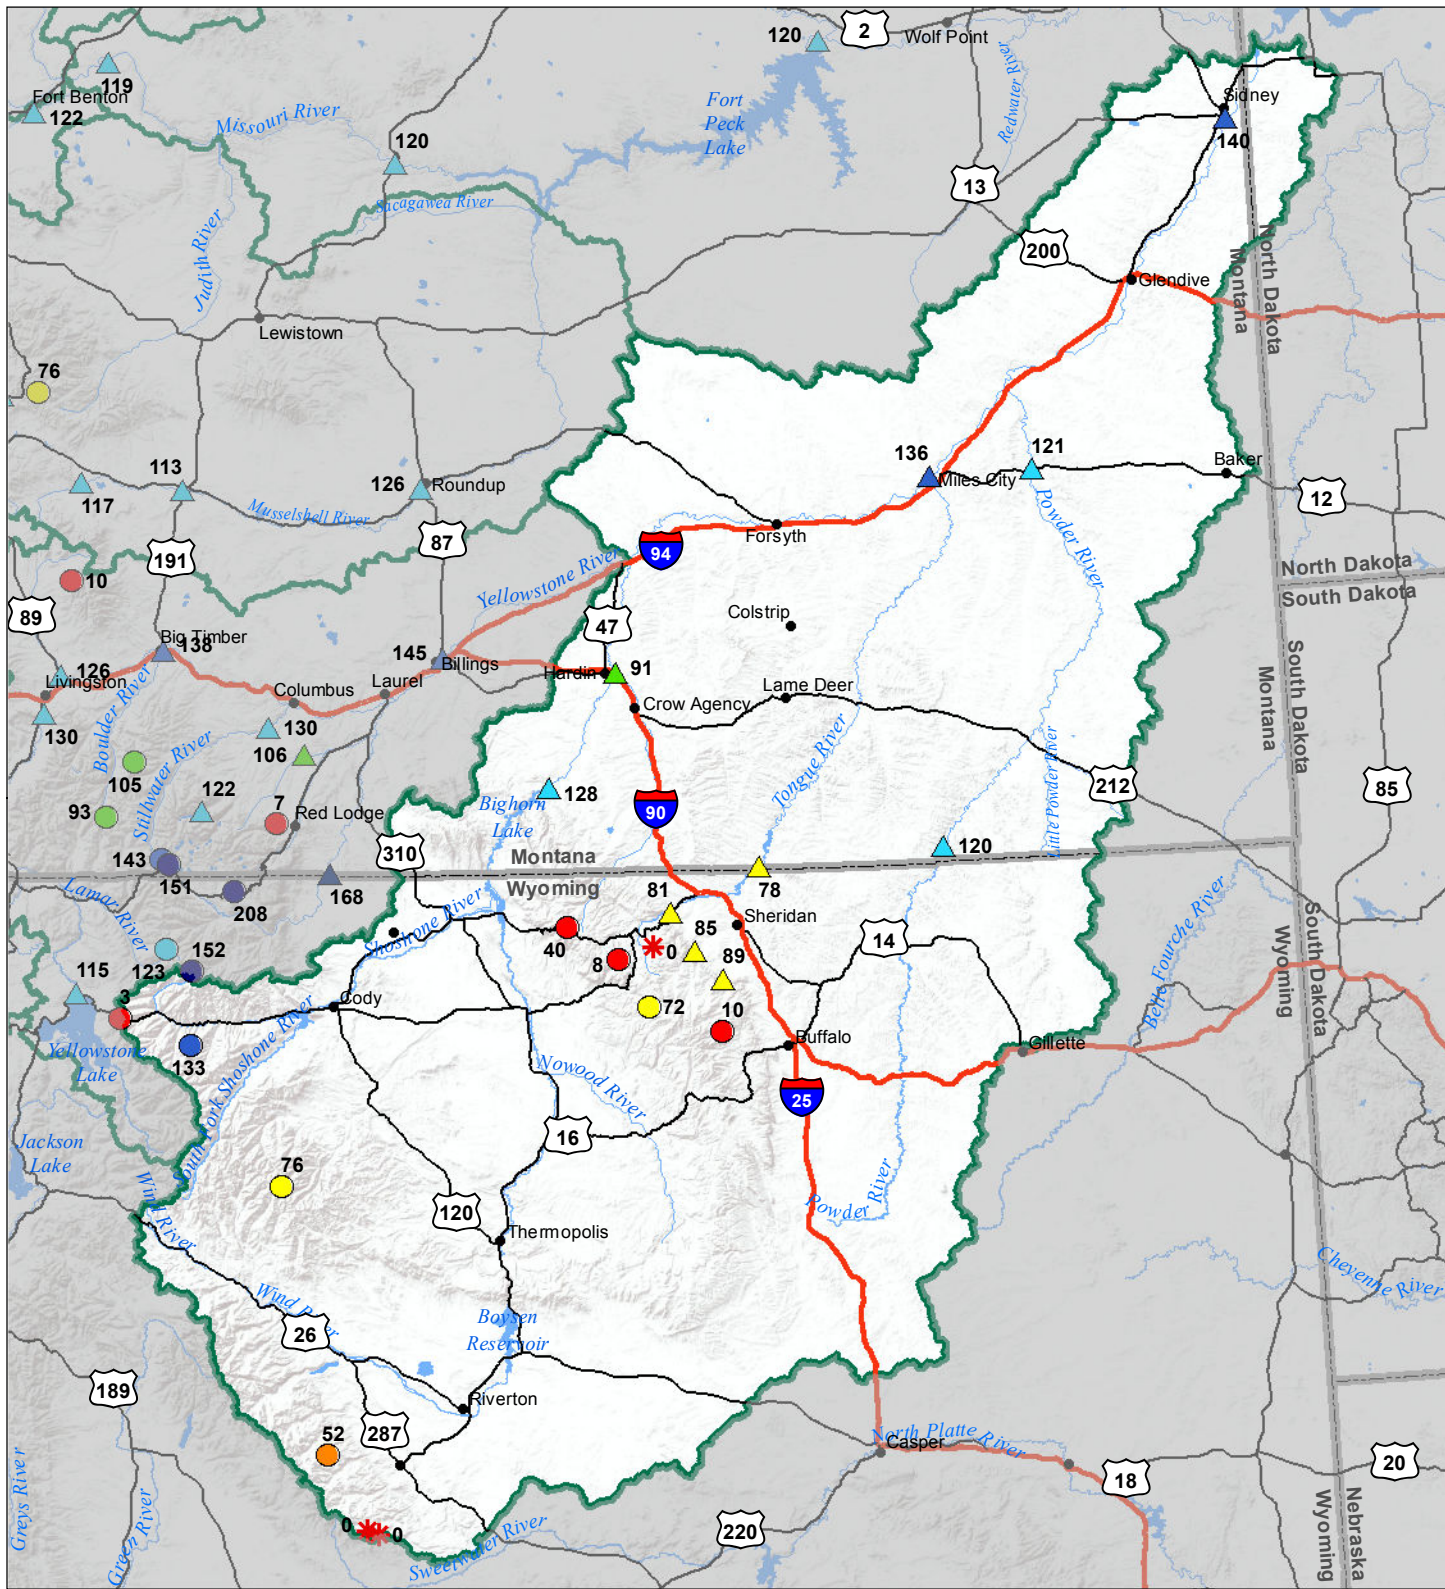 120
2
Wolf Point
119
Fort Benton
122
Missouri River
Fort
Peck
Lake
Redwater River
Sidney
140
120
13
Sacagawea River
Judith River
200
North Dakota
Montana
Glendive
Lewistown
76
113
117
126
Roundup
136
Miles City
121
Baker
12
Musselshell River
191
87
94
Forsyth
Powder River
10
89
Yellowstone River
North Dakota
South Dakota
47
Colstrip
Big Timber
138
145
Billings
Hardin
91
Lame Deer
South Dakota
Montana
126
Livingston
Columbus
Laurel
Crow Agency
130
Boulder River
Stillwater River
130
106
105
Tongue River
Little Powder River
212
85
93
122
7
Red Lodge
Bighorn
Lake
128
90
143
151
208
168
310
Montana
Wyoming
78
120
Lamar River
81
Sheridan
14
Belle Fourche River
South Dakota
Wyoming
Shoshone River
40
8
0
85
89
152
123
115
3
Cody
72
10
Buffalo
Gillette
Yellowstone
Lake
133
South Fork Shoshone River
Nowood River
25
16
Jackson
Lake
76
Wind River
120
Thermopolis
Powder River
Cheyenne River
Wind River
26
Boysen
Reservoir
189
Riverton
287
52
North Platte River
Casper
18
20
Greys River
Green River
0
0
Sweetwater River
220
Nebraska
Wyoming